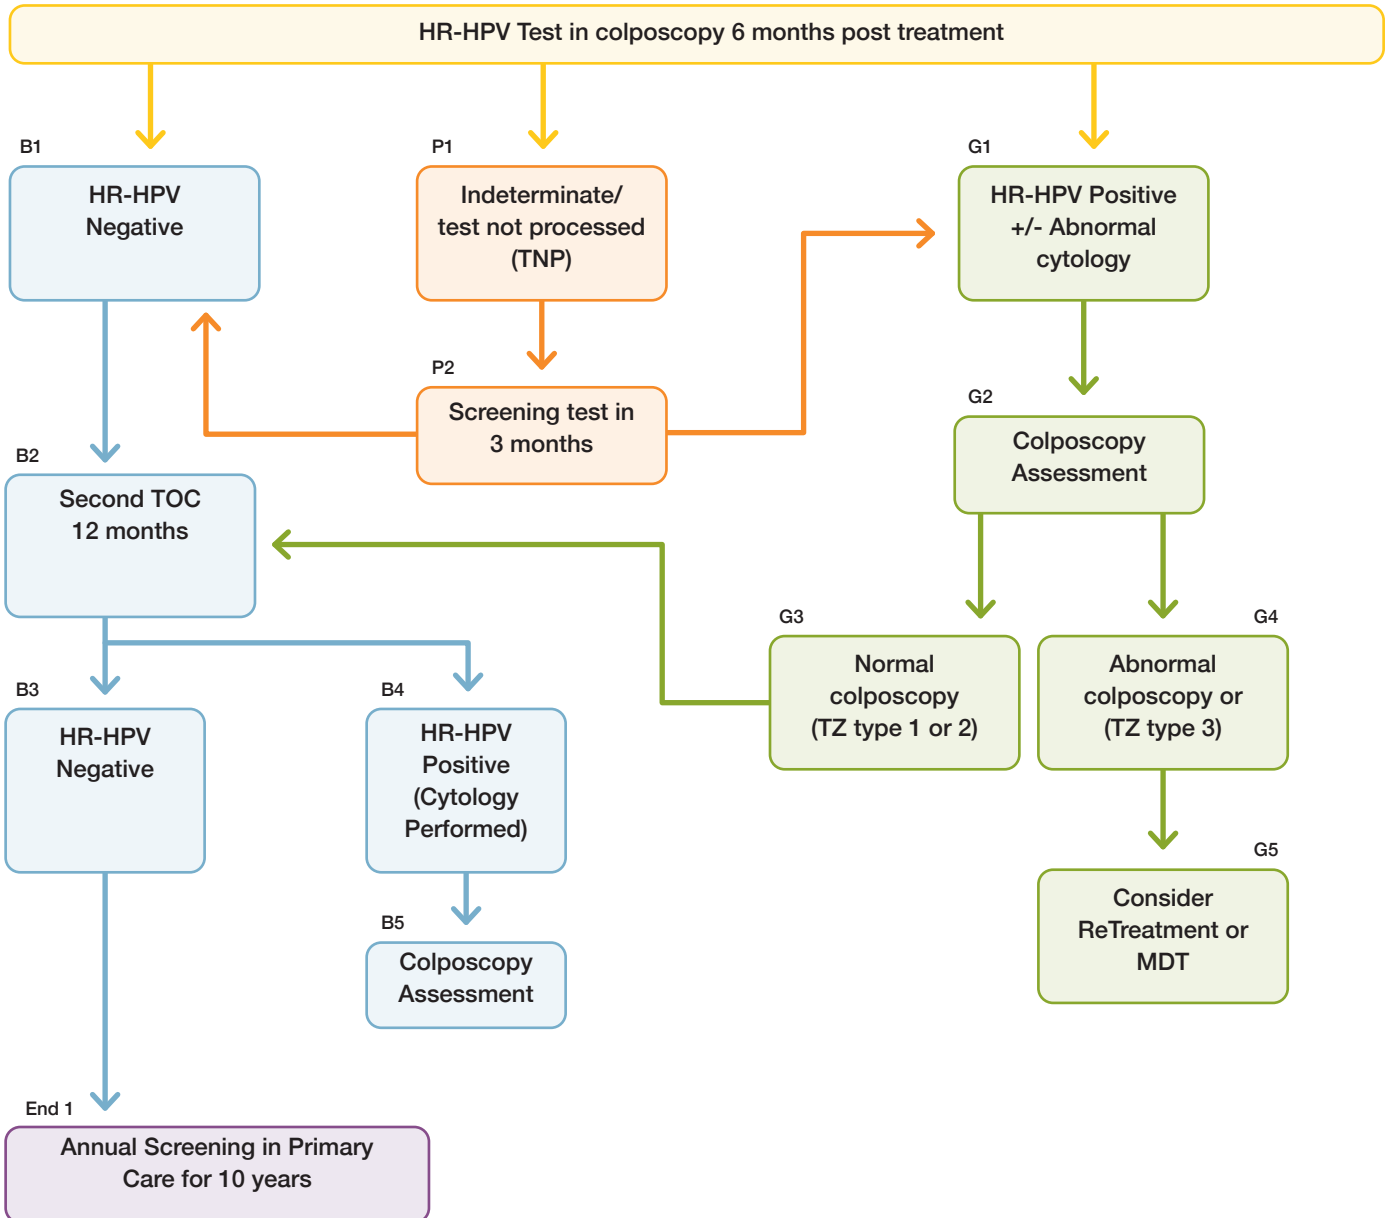 HR-HPV Test in colposcopy 6 months post treatment
B1
HR-HPV
Negative
P1
Indeterminate/
test not processed
(TNP)
G1
HR-HPV Positive
+/- Abnormal
cytology
P2
Screening test in
3 months
G2
Colposcopy
Assessment
B2
Second TOC
12 months
G3
Normal
colposcopy
(TZ type 1 or 2)
G4
Abnormal
colposcopy or
(TZ type 3)
B3
HR-HPV
Negative
B4
HR-HPV
Positive
(Cytology
Performed)
G5
Consider
ReTreatment or
MDT
B5
Colposcopy
Assessment
End 1
Annual Screening in Primary
Care for 10 years